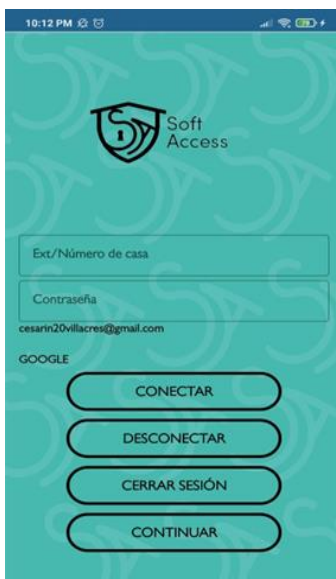 10:12 PM
Soft
Access
Ext/Número de casa
Contraseña
cesarin20villacres@gmail.com
GOOGLE
CONECTAR
DESCONECTAR
CERRAR SESIÓN
CONTINUAR